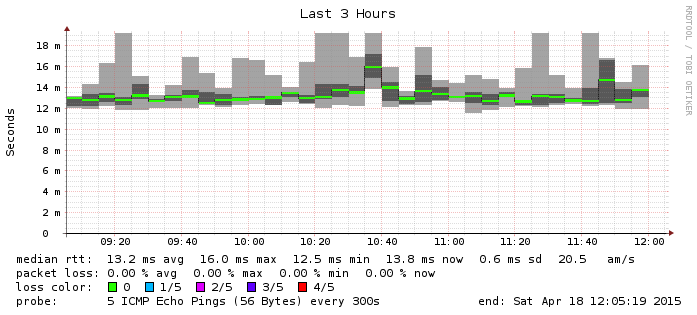 Last 3 Hours
RRDTOOL / TOBI OETIKER
Seconds
18 m
16 m
14 m
12 m
10 m
8 m
6 m
4 m
2 m
0
09:20 09:40 10:00 10:20 10:40 11:00 11:20 11:40 12:00
median rtt: 13.2 ms avg 16.0 ms max 12.5 ms min 13.8 ms now 0.6 ms sd 20.5 am/s
packet loss: 0.00 % avg 0.00 % max 0.00 % min 0.00 % now
loss color: 0 1/5 2/5 3/5 4/5
probe: 5 ICMP Echo Pings (56 Bytes) every 300s end: Sat Apr 18 12:05:19 2015